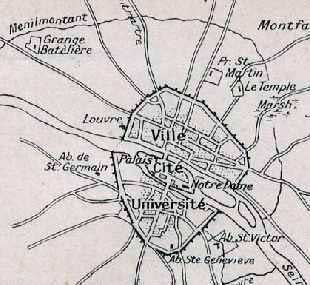 Menilmontant
Grange
Batelière
Montfa
Pr. St.
Martin
Le Temple
Marsh.
Louvre
Ville
Palais
Cité
Ab. de
St. Germain
Notre Dame
Université
Ab. St. Victor
Ab. Ste. Geneviève
Sei